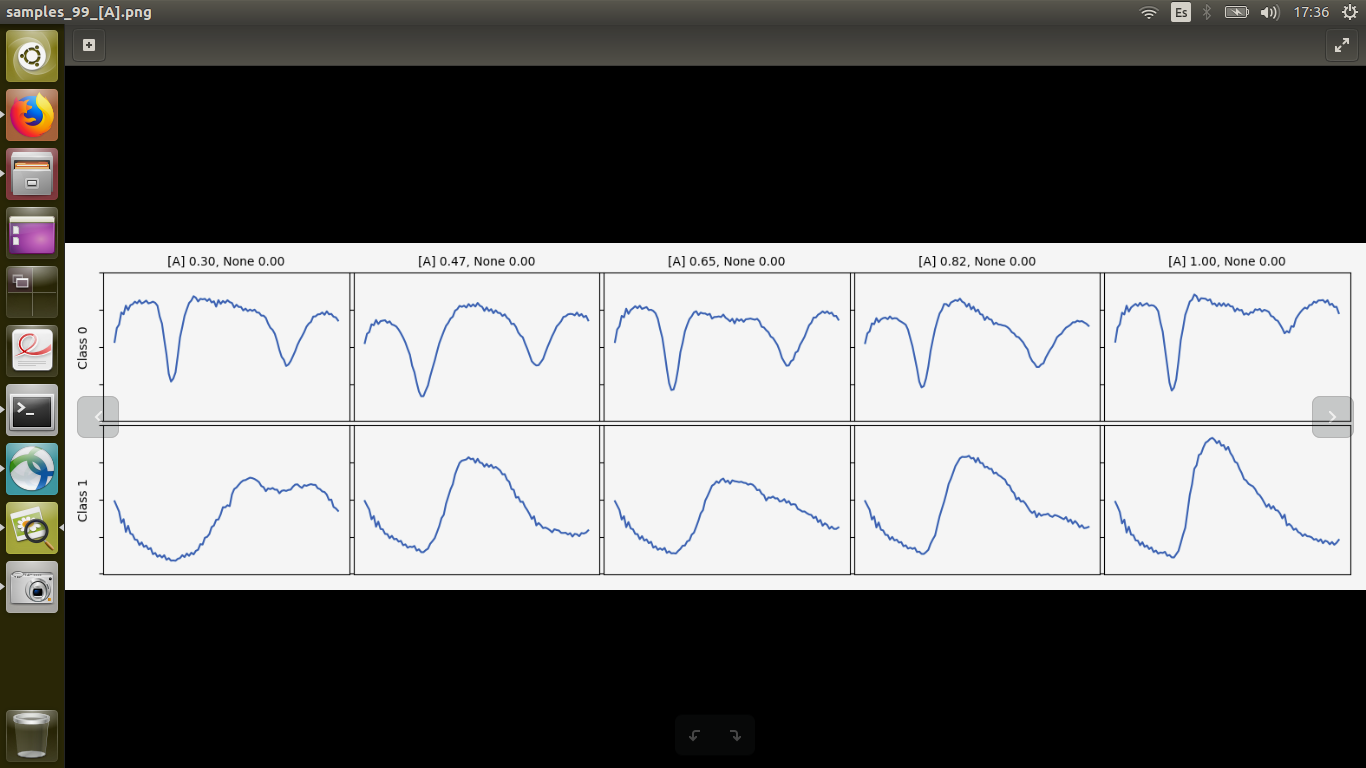 samples_99_[A].png
Es
17:36
[A] 0.30, None 0.00
[A] 0.47, None 0.00
[A] 0.65, None 0.00
[A] 0.82, None 0.00
[A] 1.00, None 0.00
Class 0
Class 1